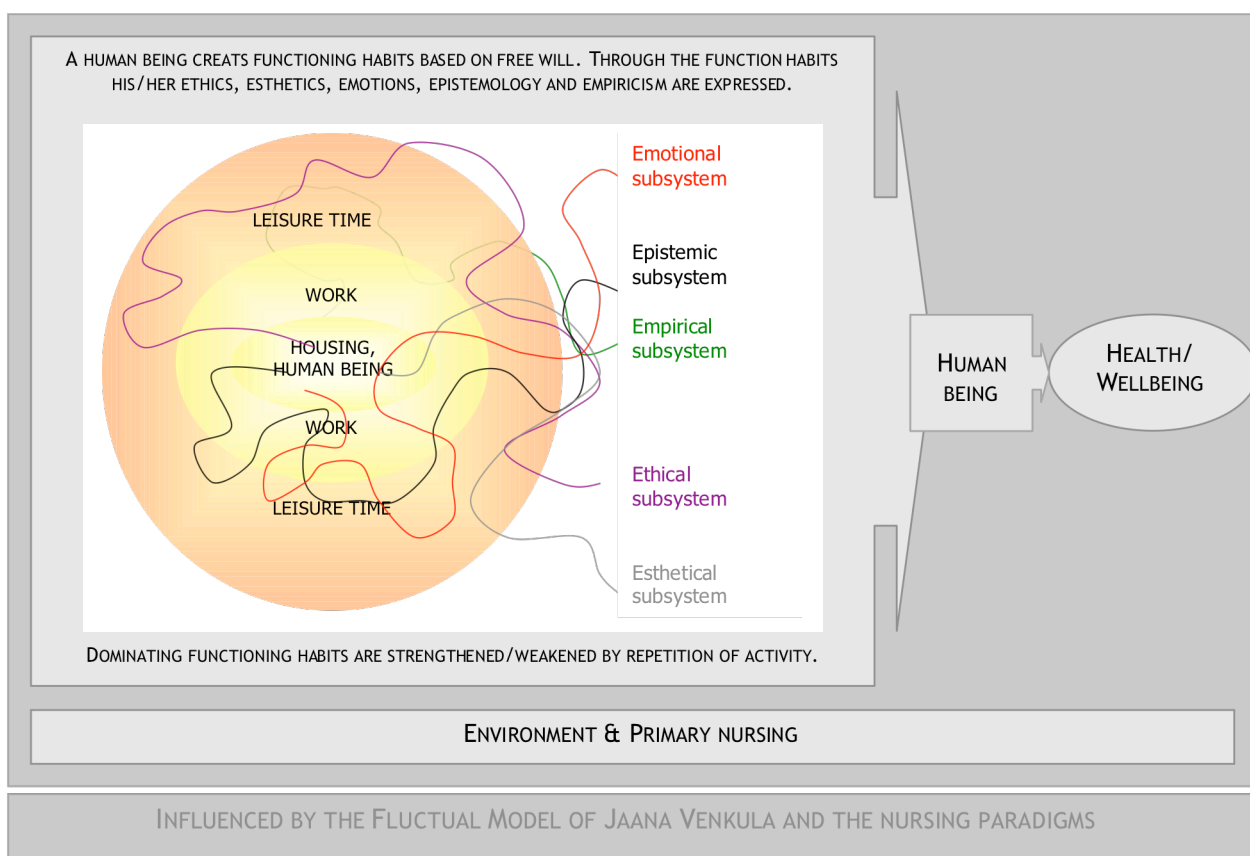 A HUMAN BEING CREATS FUNCTIONING HABITS BASED ON FREE WILL. THROUGH THE FUNCTION HABITS
HIS/HER ETHICS, ESTHETICS, EMOTIONS, EPISTEMOLOGY AND EMPIRICISM ARE EXPRESSED.
LEISURE TIME
WORK
HOUSING,
HUMAN BEING
WORK
LEISURE TIME
Emotional
subsystem
Epistemic
subsystem
Empirical
subsystem
Ethical
subsystem
Esthetical
subsystem
DOMINATING FUNCTIONING HABITS ARE STRENGTHENED/WEAKENED BY REPETITION OF ACTIVITY.
HUMAN
BEING
HEALTH/
WELLBEING
ENVIRONMENT & PRIMARY NURSING
INFLUENCED BY THE FLUCTUAL MODEL OF JAANA VENKULA AND THE NURSING PARADIGMS